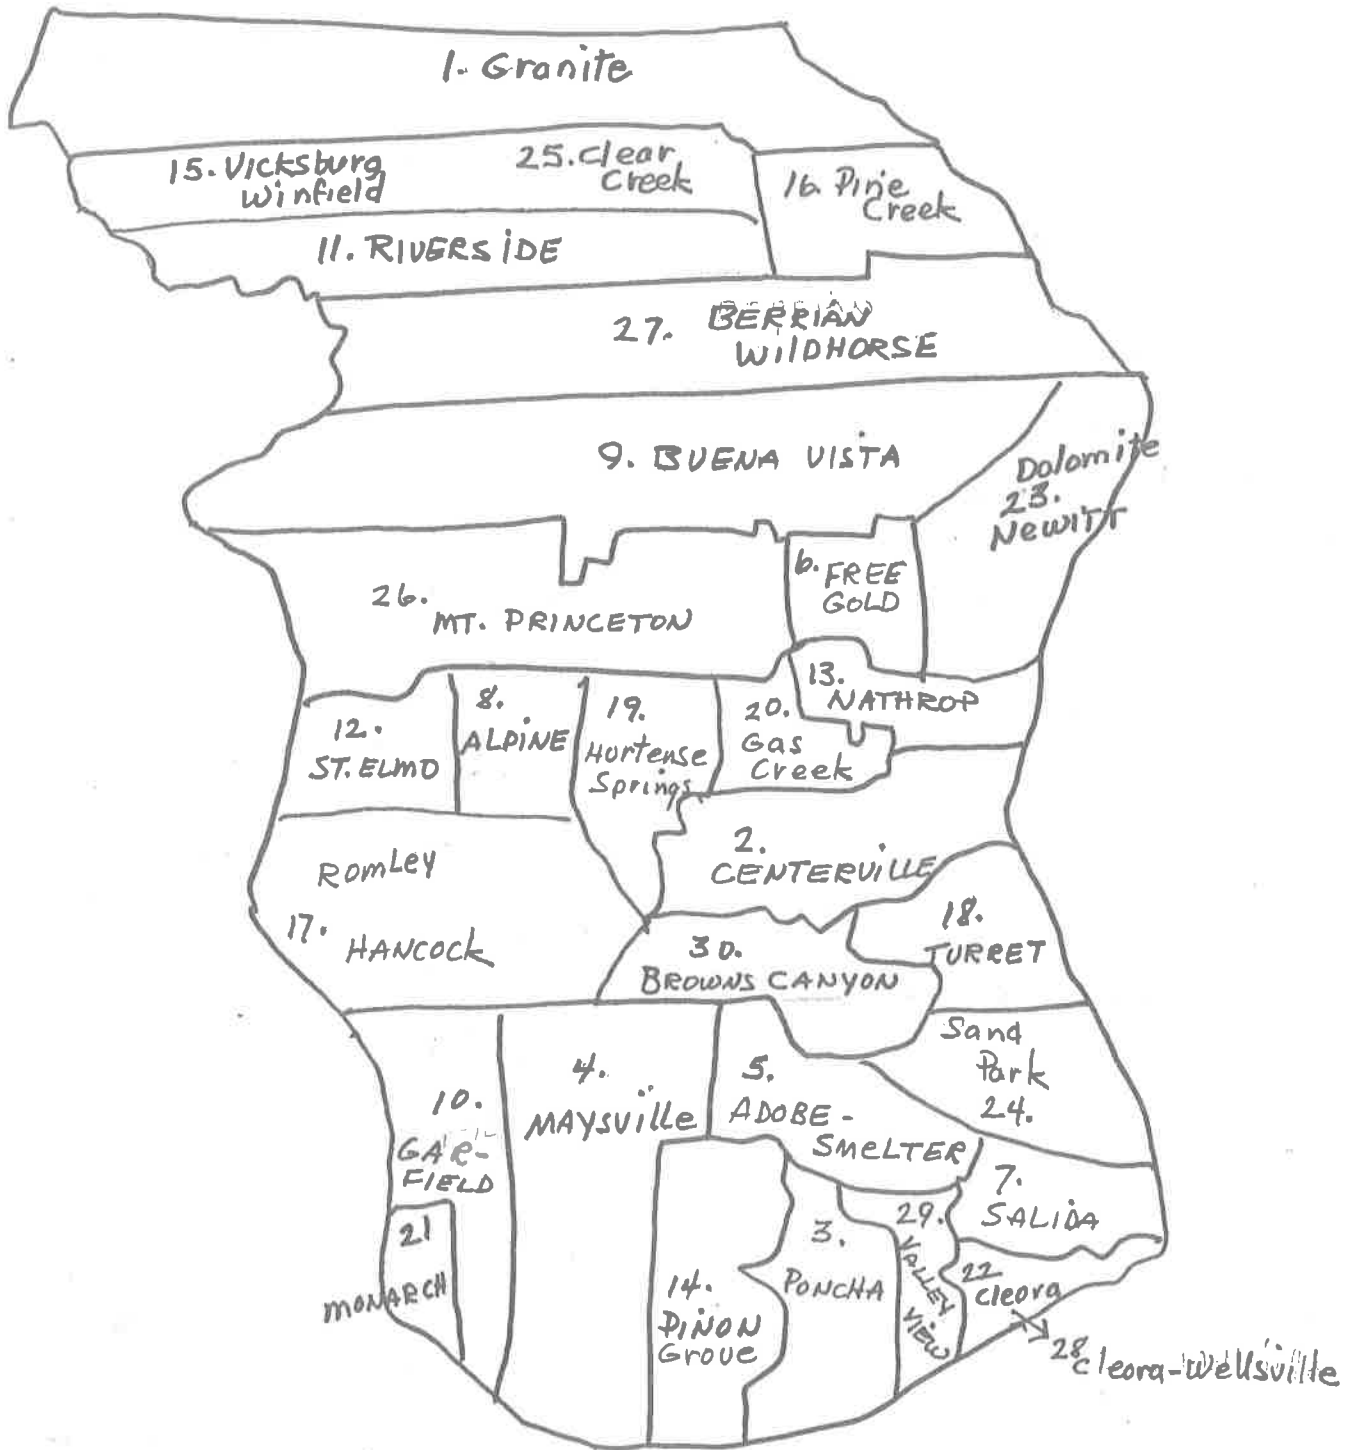 1. Granite
15. Vicksburg
Winfield
25. Clear
Creek
16. Pine
Creek
11. RIVERSIDE
27. BERRIAN
WILDHORSE
9. BUENA VISTA
Dolomite
23.
NEWITT
6. FREE
GOLD
26.
MT. PRINCETON
13.
NATHROP
12.
ST. ELMO
8.
ALPINE
19.
Hortense
Springs
20.
Gas
Creek
2.
CENTERVILLE
Romley
17. HANCOCK
18.
TURRET
30.
BROWNS CANYON
Sand
Park
24.
4.
MAYSVILLE
5.
ADOBE-
SMELTER
10.
GAR-
FIELD
7.
SALIDA
21
MONARCH
14.
PINON
Grove
3.
PONCHA
29.
VALLEY
VIEW
22
Cleora
28 Cleora-Wellsville